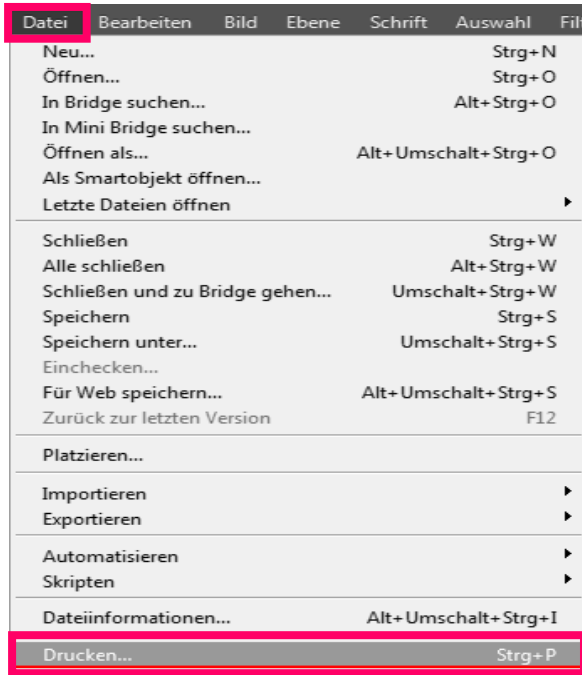 Datei Bearbeiten Bild Ebene Schrift Auswahl
Neu... Strg+N
Öffnen... Strg+O
In Bridge suchen... Alt+Strg+O
In Mini Bridge suchen...
Öffnen als... Alt+Umschalt+Strg+O
Als Smartobjekt öffnen...
Letzte Dateien öffnen
Schließen Strg+W
Alle schließen Alt+Strg+W
Schließen und zu Bridge gehen... Umschalt+Strg+W
Speichern Strg+S
Speichern unter... Umschalt+Strg+S
Einchecken...
Für Web speichern... Alt+Umschalt+Strg+S
Zurück zur letzten Version F12
Platzieren...
Importieren
Exportieren
Automatisieren
Skripten
Dateiinformationen... Alt+Umschalt+Strg+I
Drucken... Strg+P